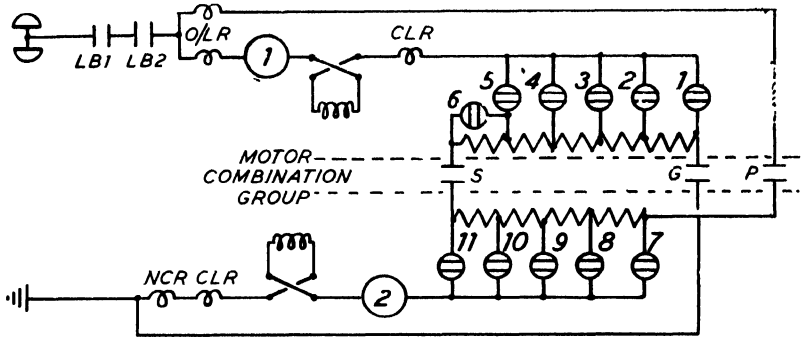 O/LR
CLR
LB1 LB2
1
5 4 3 2 1
6
MOTOR
COMBINATION
GROUP
S
G
P
11 10 9 8 7
NCR CLR
2